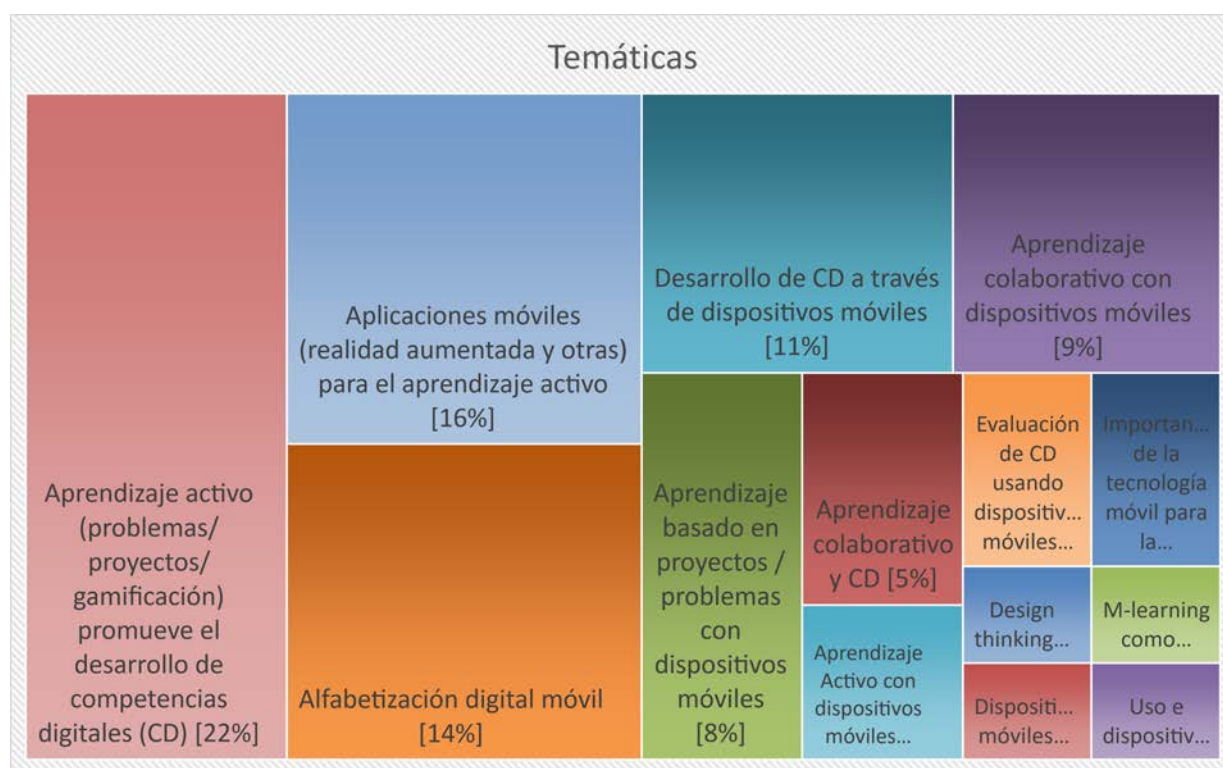 Temáticas
Aprendizaje activo
(problemas/
proyectos/
gamificación)
promueve el
desarrollo de
competencias
digitales (CD) [22%]
Aplicaciones móviles
(realidad aumentada y otras)
para el aprendizaje activo
[16%]
Alfabetización digital móvil
[14%]
Desarrollo de CD a través
de dispositivos móviles
[11%]
Aprendizaje
colaborativo con
dispositivos móviles
[9%]
Aprendizaje
basado en
proyectos /
problemas
con
dispositivos
móviles
[8%]
Aprendizaje
colaborativo
y CD [5%]
Aprendizaje
Activo con
dispositivos
móviles...
Evaluación
de CD
usando
dispositiv...
móviles...
Importan...
de la
tecnología
móvil para
la...
Design
thinking...
M-learning
como...
Dispositi...
móviles...
Uso e
dispositiv...